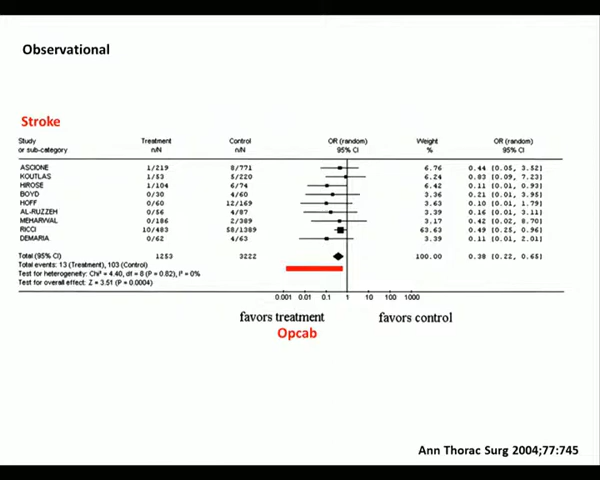 Observational
Stroke
Study Treatment Control OR (random) Weight OR (random)
or sub-category n/N n/N 95% CI % 95% CI
ASCIONE 1/219 8/771 6.76 0.44 [0.05, 3.52]
KOUTLAS 1/53 5/220 6.24 0.83 [0.09, 7.23]
HIROSE 1/104 6/74 6.42 0.11 [0.01, 0.93]
BOYD 0/30 4/60 3.36 0.21 [0.01, 3.95]
HOFF 0/60 12/169 3.63 0.10 [0.01, 1.79]
AL-RUZZEH 0/56 4/87 3.39 0.16 [0.01, 3.11]
MEHARWAL 0/186 2/389 3.17 0.42 [0.02, 8.70]
RICCI 10/483 58/1389 63.63 0.49 [0.25, 0.96]
DEMARIA 0/62 4/63 3.39 0.11 [0.01, 2.01]
Total (95% CI) 1253 3222 100.00 0.38 [0.22, 0.65]
Total events: 13 (Treatment), 103 (Control)
Test for heterogeneity: Chi² = 4.40, df = 8 (P = 0.82), I² = 0%
Test for overall effect: Z = 3.51 (P = 0.0004)
0.001 0.01 0.1 1 10 100 1000
favors treatment favors control
Opcab
Ann Thorac Surg 2004;77:745